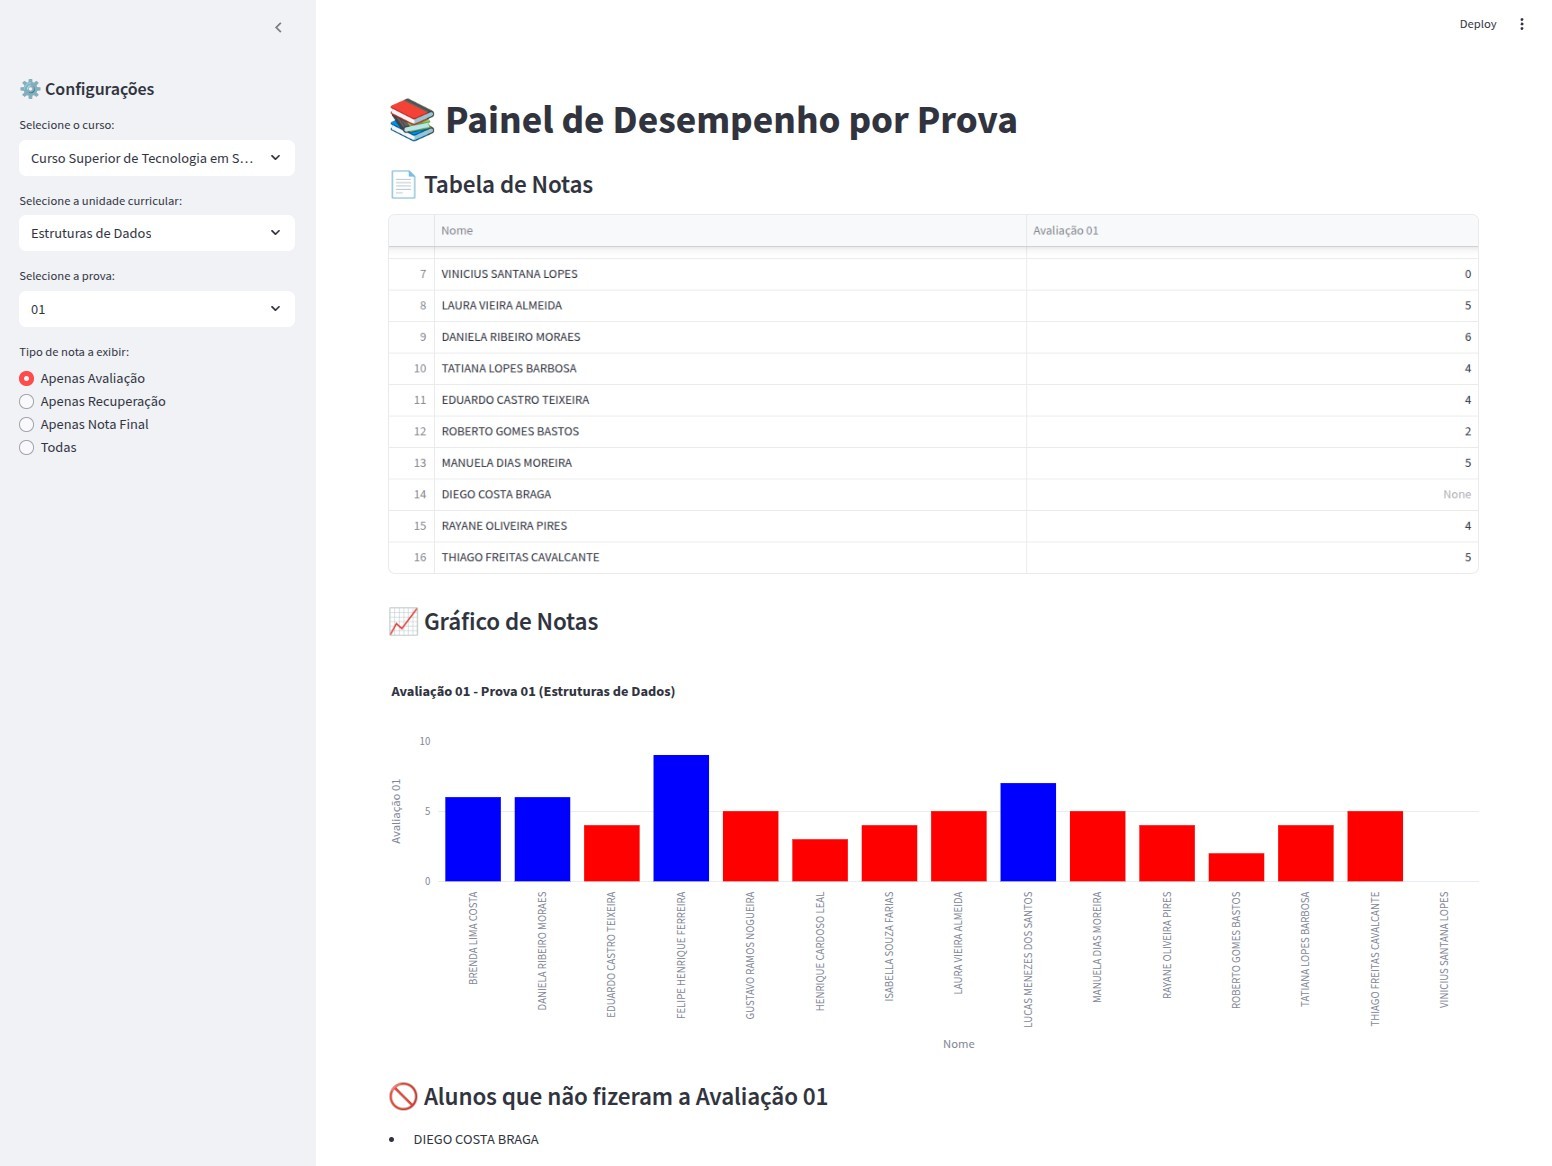 Deploy
Configurações
Selecione o curso:
Curso Superior de Tecnologia em S...
Selecione a unidade curricular:
Estruturas de Dados
Selecione a prova:
01
Tipo de nota a exibir:
Apenas Avaliação
Apenas Recuperação
Apenas Nota Final
Todas
Painel de Desempenho por Prova
Tabela de Notas
Nome Avaliação 01
7 VINICIUS SANTANA LOPES 0
8 LAURA VIEIRA ALMEIDA 5
9 DANIELA RIBEIRO MORAES 6
10 TATIANA LOPES BARBOSA 4
11 EDUARDO CASTRO TEIXEIRA 4
12 ROBERTO GOMES BASTOS 2
13 MANUELA DIAS MOREIRA 5
14 DIEGO COSTA BRAGA None
15 RAYANE OLIVEIRA PIRES 4
16 THIAGO FREITAS CAVALCANTE 5
Gráfico de Notas
Avaliação 01 - Prova 01 (Estruturas de Dados)
Avaliação 01
10
5
0
BRENDA LIMA COSTA
DANIELA RIBEIRO MORAES
EDUARDO CASTRO TEIXEIRA
FELIPE HENRIQUE FERREIRA
GUSTAVO RAMOS NOGUEIRA
HENRIQUE CARDOSO LEAL
ISABELLA SOUZA FARIAS
LAURA VIEIRA ALMEIDA
LUCAS MENEZES DOS SANTOS
MANUELA DIAS MOREIRA
RAYANE OLIVEIRA PIRES
ROBERTO GOMES BASTOS
TATIANA LOPES BARBOSA
THIAGO FREITAS CAVALCANTE
VINICIUS SANTANA LOPES
Nome
Alunos que não fizeram a Avaliação 01
• DIEGO COSTA BRAGA